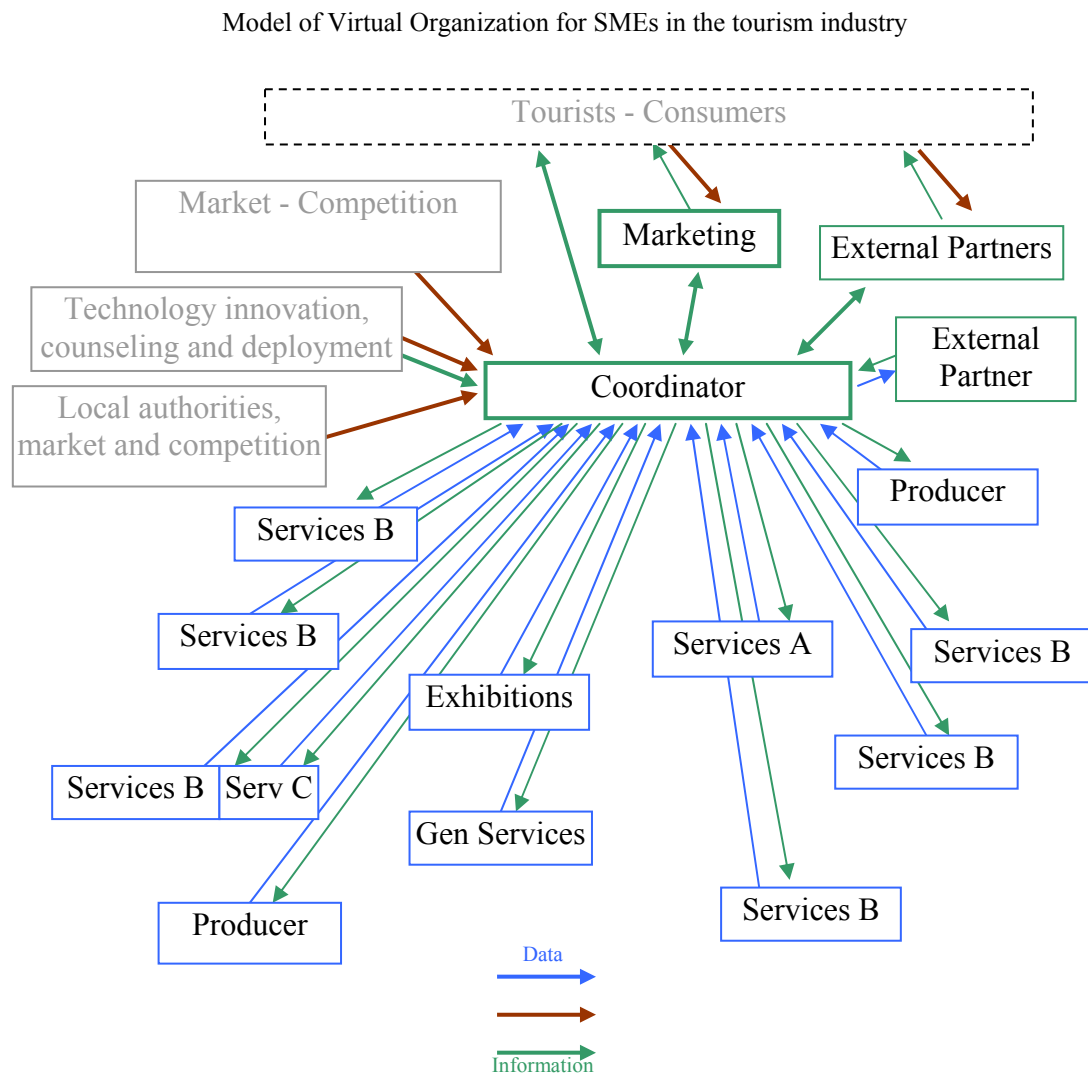 Model of Virtual Organization for SMEs in the tourism industry
Tourists - Consumers
Market - Competition
Marketing
External Partners
Technology innovation,
counseling and deployment
External
Partner
Coordinator
Local authorities,
market and competition
Producer
Services B
Services B
Services A
Services B
Exhibitions
Services B
Services B
Serv C
Gen Services
Services B
Producer
Data
Information